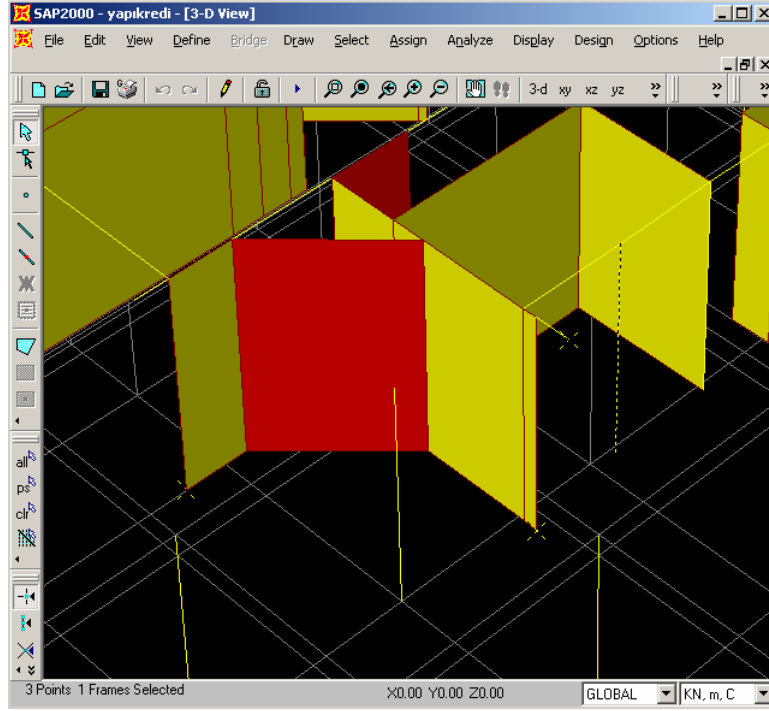 SAP2000 - yapıkredi - [3-D View]
File Edit View Define Bridge Draw Select Assign Analyze Display Design Options Help
3-d xy xz yz
all
ps
clr
3 Points 1 Frames Selected X0.00 Y0.00 Z0.00 GLOBAL KN, m, C